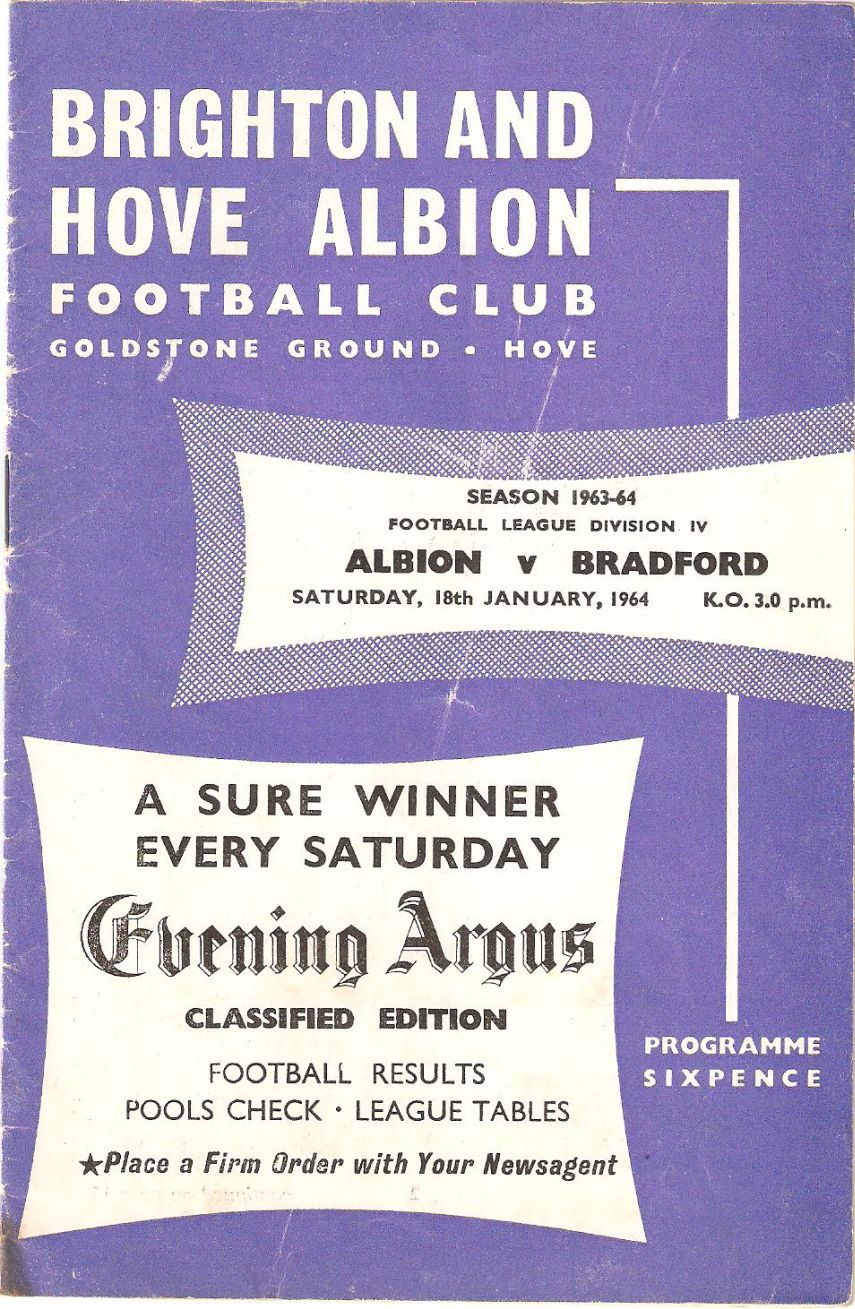 BRIGHTON AND
HOVE ALBION
FOOTBALL CLUB
GOLDSTONE GROUND • HOVE
SEASON 1963-64
FOOTBALL LEAGUE DIVISION IV
ALBION v BRADFORD
SATURDAY, 18th JANUARY, 1964 K.O. 3.0 p.m.
A SURE WINNER
EVERY SATURDAY
Evening Argus
CLASSIFIED EDITION
FOOTBALL RESULTS
POOLS CHECK · LEAGUE TABLES
★Place a Firm Order with Your Newsagent
PROGRAMME
SIXPENCE